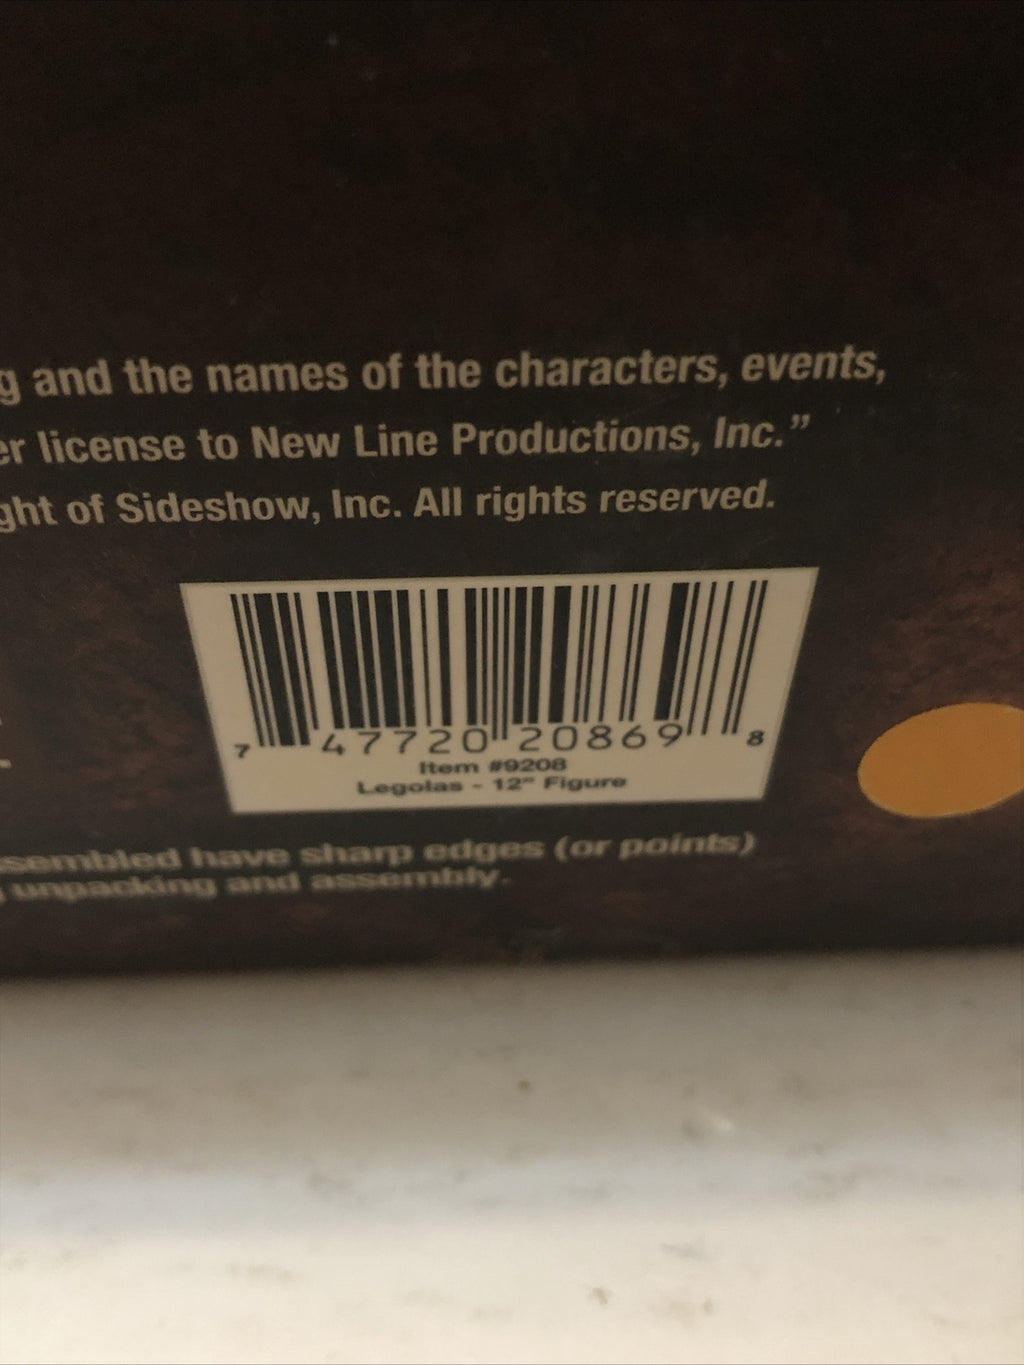 g and the names of the characters, events,
er license to New Line Productions, Inc.”
ght of Sideshow, Inc. All rights reserved.
7 47720 20869 8
Item #9208
Legolas - 12" Figure
ssembled have sharp edges (or points)
unpacking and assembly.